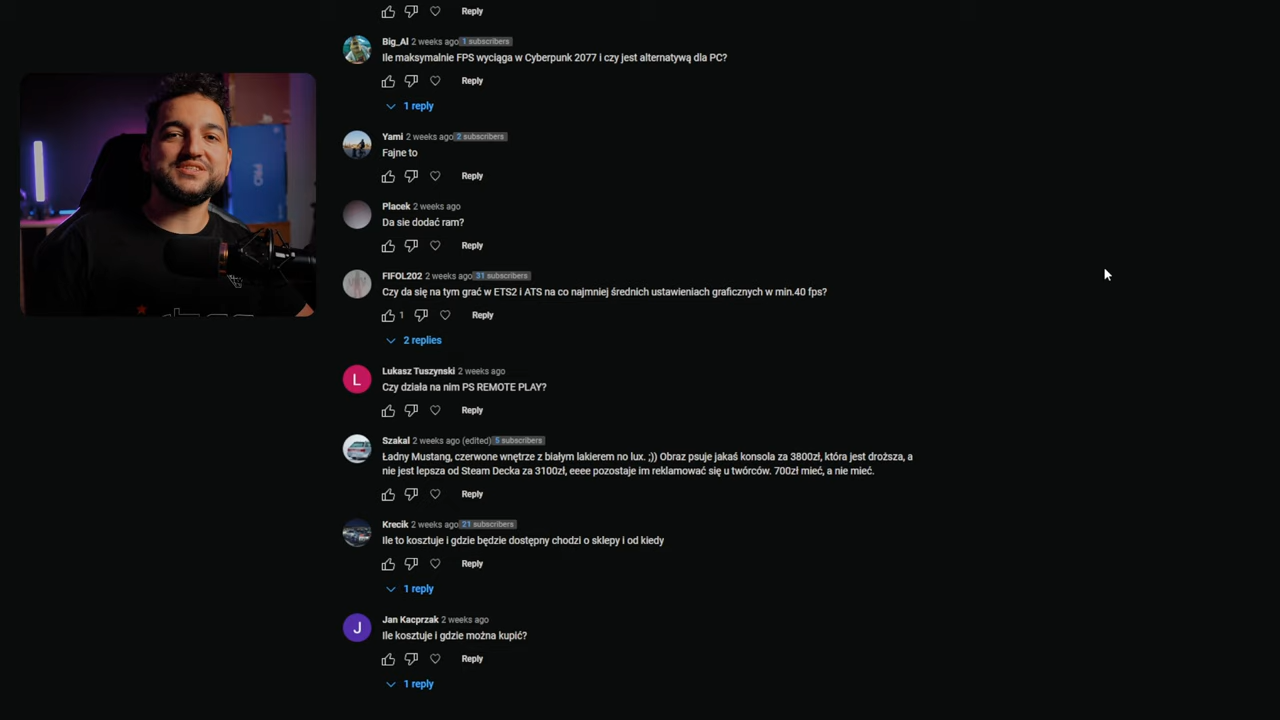 Reply
Big_Al 2 weeks ago 1 subscribers
Ile maksymalnie FPS wyciąga w Cyberpunk 2077 i czy jest alternatywą dla PC?
Reply
1 reply
Yami 2 weeks ago 2 subscribers
Fajne to
Reply
Placek 2 weeks ago
Da sie dodać ram?
Reply
FIFOL202 2 weeks ago 31 subscribers
Czy da się na tym grać w ETS2 i ATS na co najmniej średnich ustawieniach graficznych w min.40 fps?
1 Reply
2 replies
L
Lukasz Tuszynski 2 weeks ago
Czy działa na nim PS REMOTE PLAY?
Reply
Szakal 2 weeks ago (edited) 5 subscribers
Ładny Mustang, czerwone wnętrze z białym lakierem no lux. ;)) Obraz psuje jakaś konsola za 3800zł, która jest droższa, a
nie jest lepsza od Steam Decka za 3100zł, eeee pozostaje im reklamować się u twórców. 700zł mieć, a nie mieć.
Reply
Krecik 2 weeks ago 21 subscribers
Ile to kosztuje i gdzie będzie dostępny chodzi o sklepy i od kiedy
Reply
1 reply
J
Jan Kacprzak 2 weeks ago
Ile kosztuje i gdzie można kupić?
Reply
1 reply
PRO